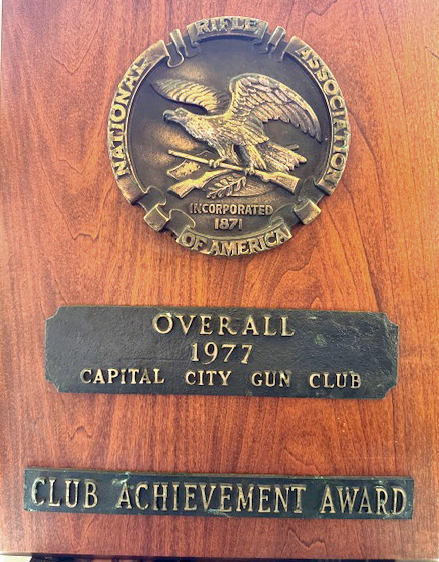 NATIONAL RIFLE ASSOCIATION
INCORPORATED
1871
OF AMERICA
OVERALL
1977
CAPITAL CITY GUN CLUB
CLUB ACHIEVEMENT AWARD